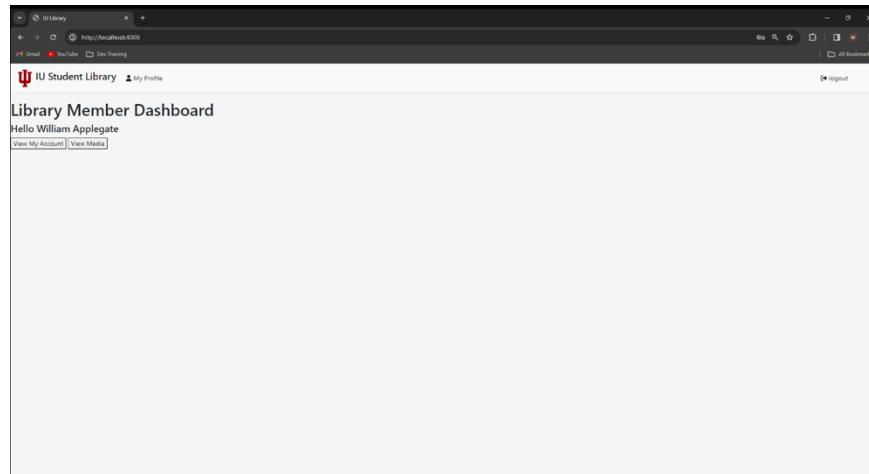 IU Library
http://localhost:4000
Gmail YouTube Dev Training All Bookmar
IU Student Library My Profile logout
Library Member Dashboard
Hello William Applegate
View My Account View Media